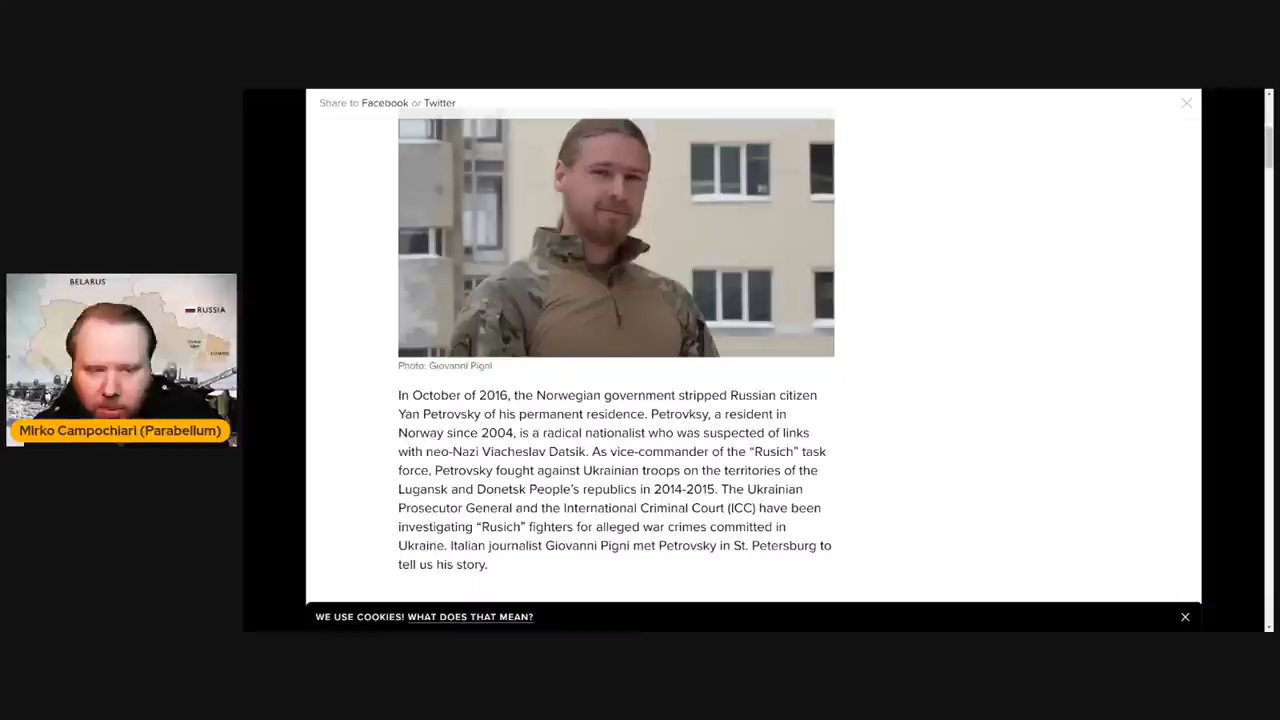 Share to Facebook or Twitter
Photo: Giovanni Pigni
In October of 2016, the Norwegian government stripped Russian citizen
Yan Petrovsky of his permanent residence. Petrovksy, a resident in
Norway since 2004, is a radical nationalist who was suspected of links
with neo-Nazi Viacheslav Datsik. As vice-commander of the “Rusich” task
force, Petrovsky fought against Ukrainian troops on the territories of the
Lugansk and Donetsk People’s republics in 2014-2015. The Ukrainian
Prosecutor General and the International Criminal Court (ICC) have been
investigating “Rusich” fighters for alleged war crimes committed in
Ukraine. Italian journalist Giovanni Pigni met Petrovsky in St. Petersburg to
tell us his story.
WE USE COOKIES! WHAT DOES THAT MEAN?
BELARUS
RUSSIA
Mirko Campochiari (Parabellum)